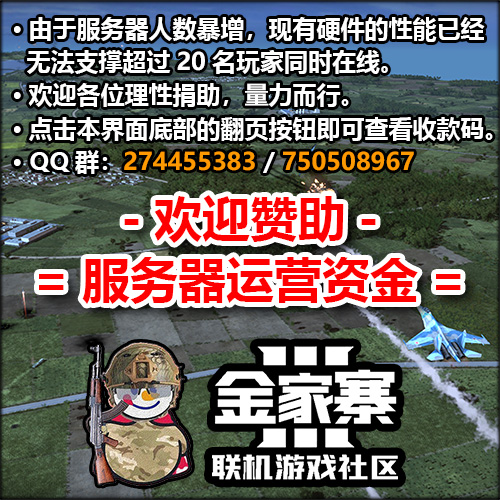 • 由于服务器人数暴增，现有硬件的性能已经
无法支撑超过 20 名玩家同时在线。
• 欢迎各位理性捐助，量力而行。
• 点击本界面底部的翻页按钮即可查看收款码。
• QQ 群：274455383 / 750508967
- 欢迎赞助 -
= 服务器运营资金 =
金家寨
联机游戏社区